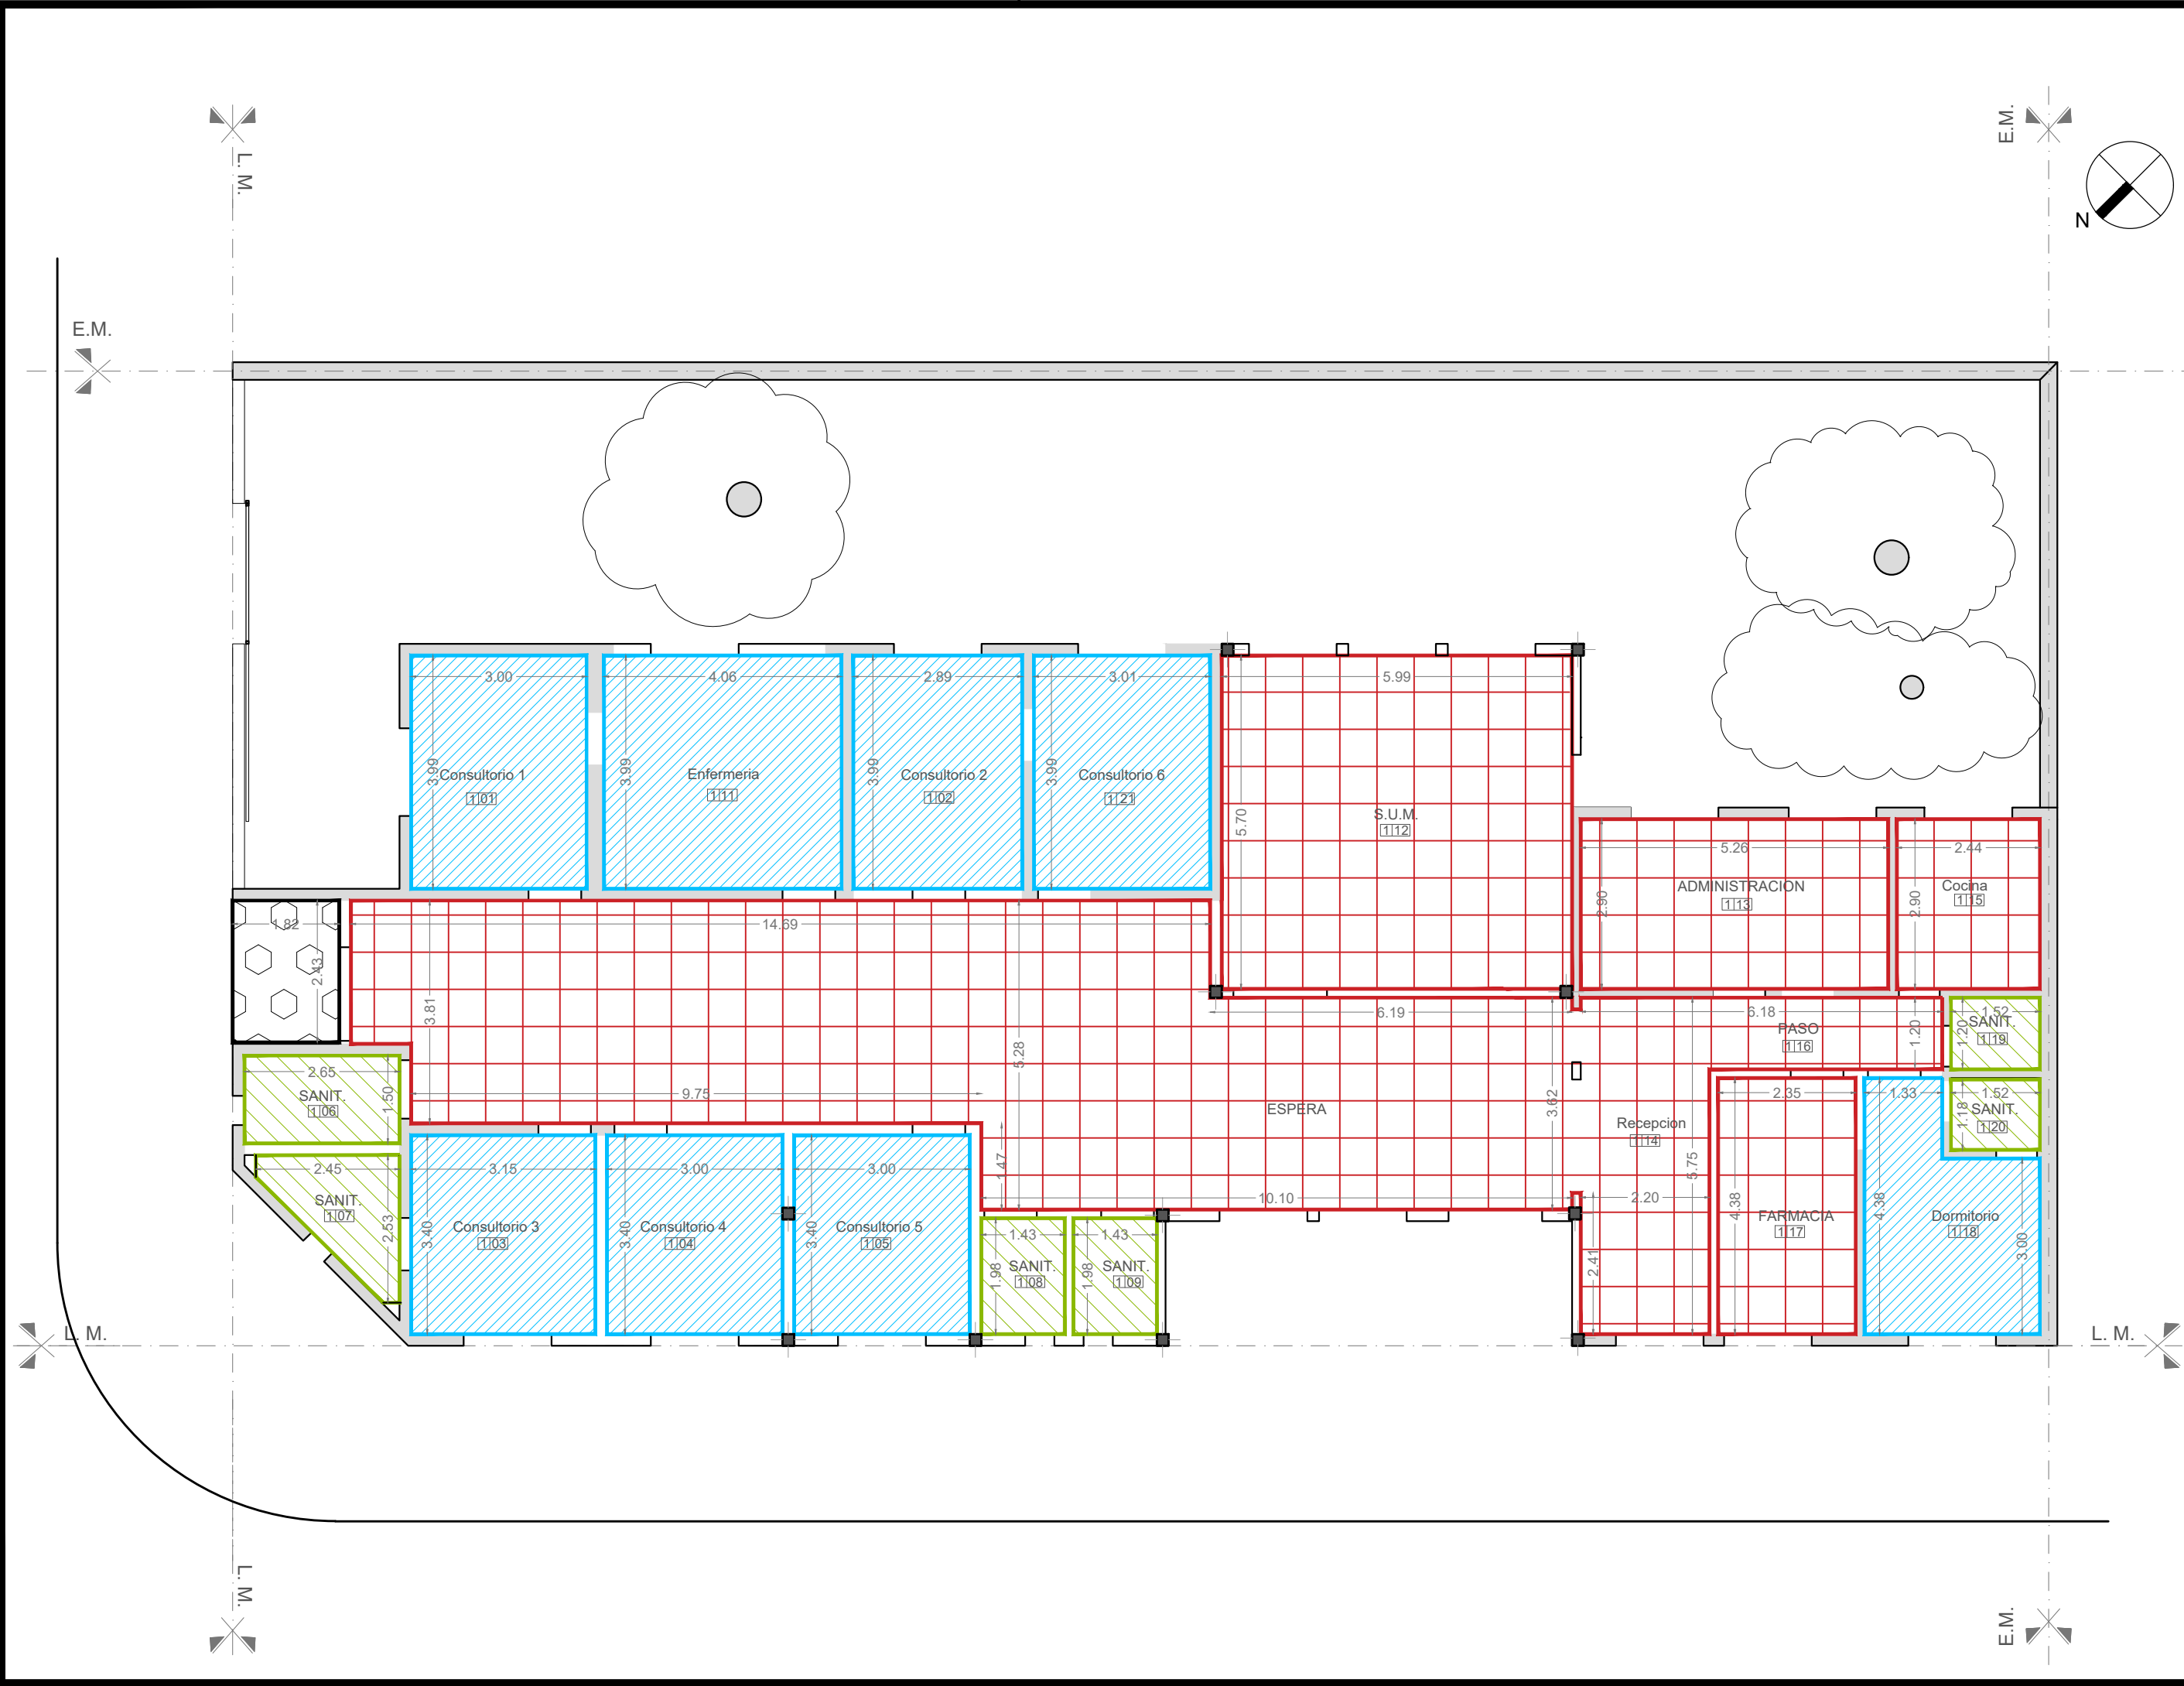 L. M.
E.M.
N
E.M.
3.00
4.06
2.89
3.01
5.99
3.99
Consultorio 1
1 01
3.99
Enfermeria
1 11
3.99
Consultorio 2
1 02
3.99
Consultorio 6
1 21
5.70
S.U.M.
1 12
5.26
2.44
2.90
ADMINISTRACION
1 13
2.90
Cocina
1 15
1.82
2.43
14.69
3.81
5.28
6.19
6.18
PASO
1 16
1.20
1.20
1.52
SANIT.
1 19
2.65
SANIT.
1 06
1.50
9.75
ESPERA
3.62
Recepcion
1 14
5.75
2.35
1.33
1.52
1.18
SANIT.
1 20
2.45
SANIT.
1 07
2.53
3.15
3.00
3.00
1.47
10.10
2.20
3.40
Consultorio 3
1 03
3.40
Consultorio 4
1 04
3.40
Consultorio 5
1 05
1.43
1.43
1.98
SANIT.
1 08
1.98
SANIT.
1 09
2.41
4.38
FARMACIA
1 17
4.38
Dormitorio
1 18
3.00
L. M.
L. M.
L. M.
E.M.